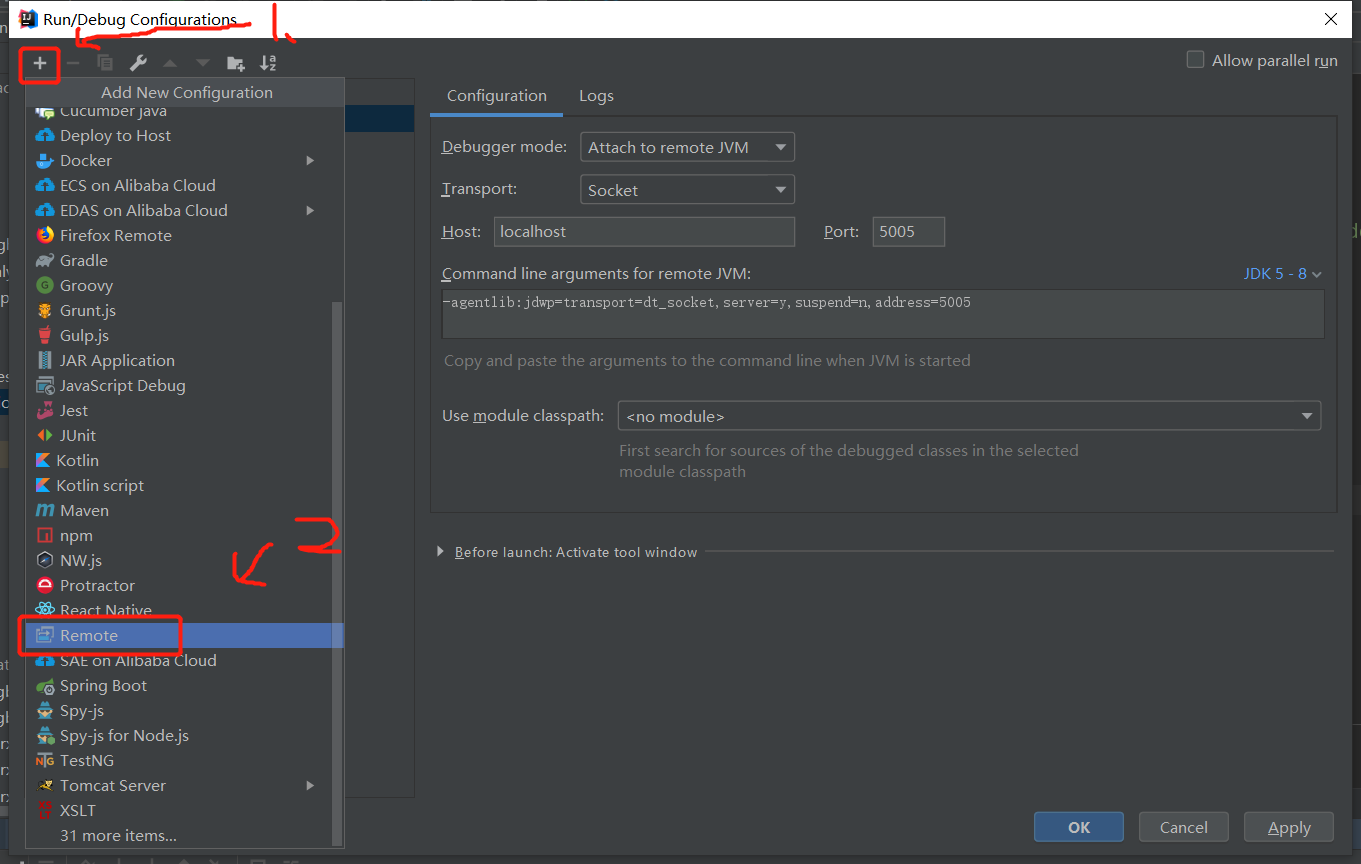 Run/Debug Configurations
1.
Allow parallel run
Add New Configuration
Cucumber Java
Deploy to Host
Docker
ECS on Alibaba Cloud
EDAS on Alibaba Cloud
Firefox Remote
Gradle
Groovy
Grunt.js
Gulp.js
JAR Application
JavaScript Debug
Jest
JUnit
Kotlin
Kotlin script
Maven
npm
NW.js
Protractor
React Native
Remote
SAE on Alibaba Cloud
Spring Boot
Spy-js
Spy-js for Node.js
TestNG
Tomcat Server
XSLT
31 more items...
2
Configuration Logs
Debugger mode: Attach to remote JVM
Transport: Socket
Host: localhost Port: 5005
Command line arguments for remote JVM: JDK 5 - 8
-agentlib:jdwp=transport=dt_socket,server=y,suspend=n,address=5005
Copy and paste the arguments to the command line when JVM is started
Use module classpath: <no module>
First search for sources of the debugged classes in the selected
module classpath
Before launch: Activate tool window
OK Cancel Apply